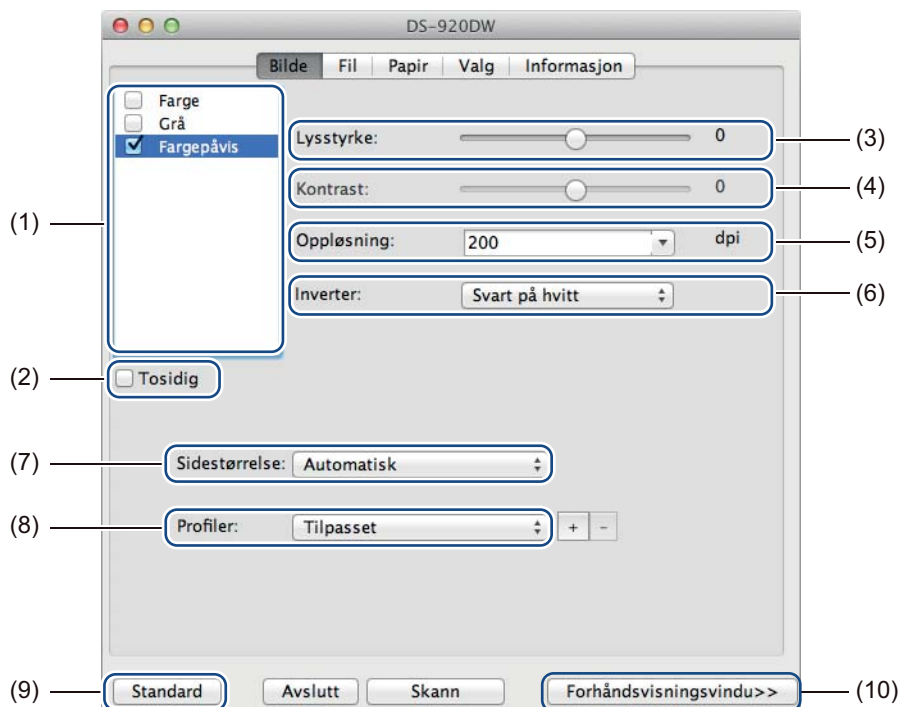 DS-920DW
Bilde Fil Papir Valg Informasjon
Farge
Grå
Fargepåvis
(1)
Lysstyrke: 0 (3)
Kontrast: 0 (4)
Oppløsning: 200 dpi (5)
Inverter: Svart på hvitt (6)
(2) Tosidig
(7) Sidestørrelse: Automatisk
(8) Profiler: Tilpasset + -
(9) Standard Avslutt Skann Forhåndsvisningsvindu>> (10)